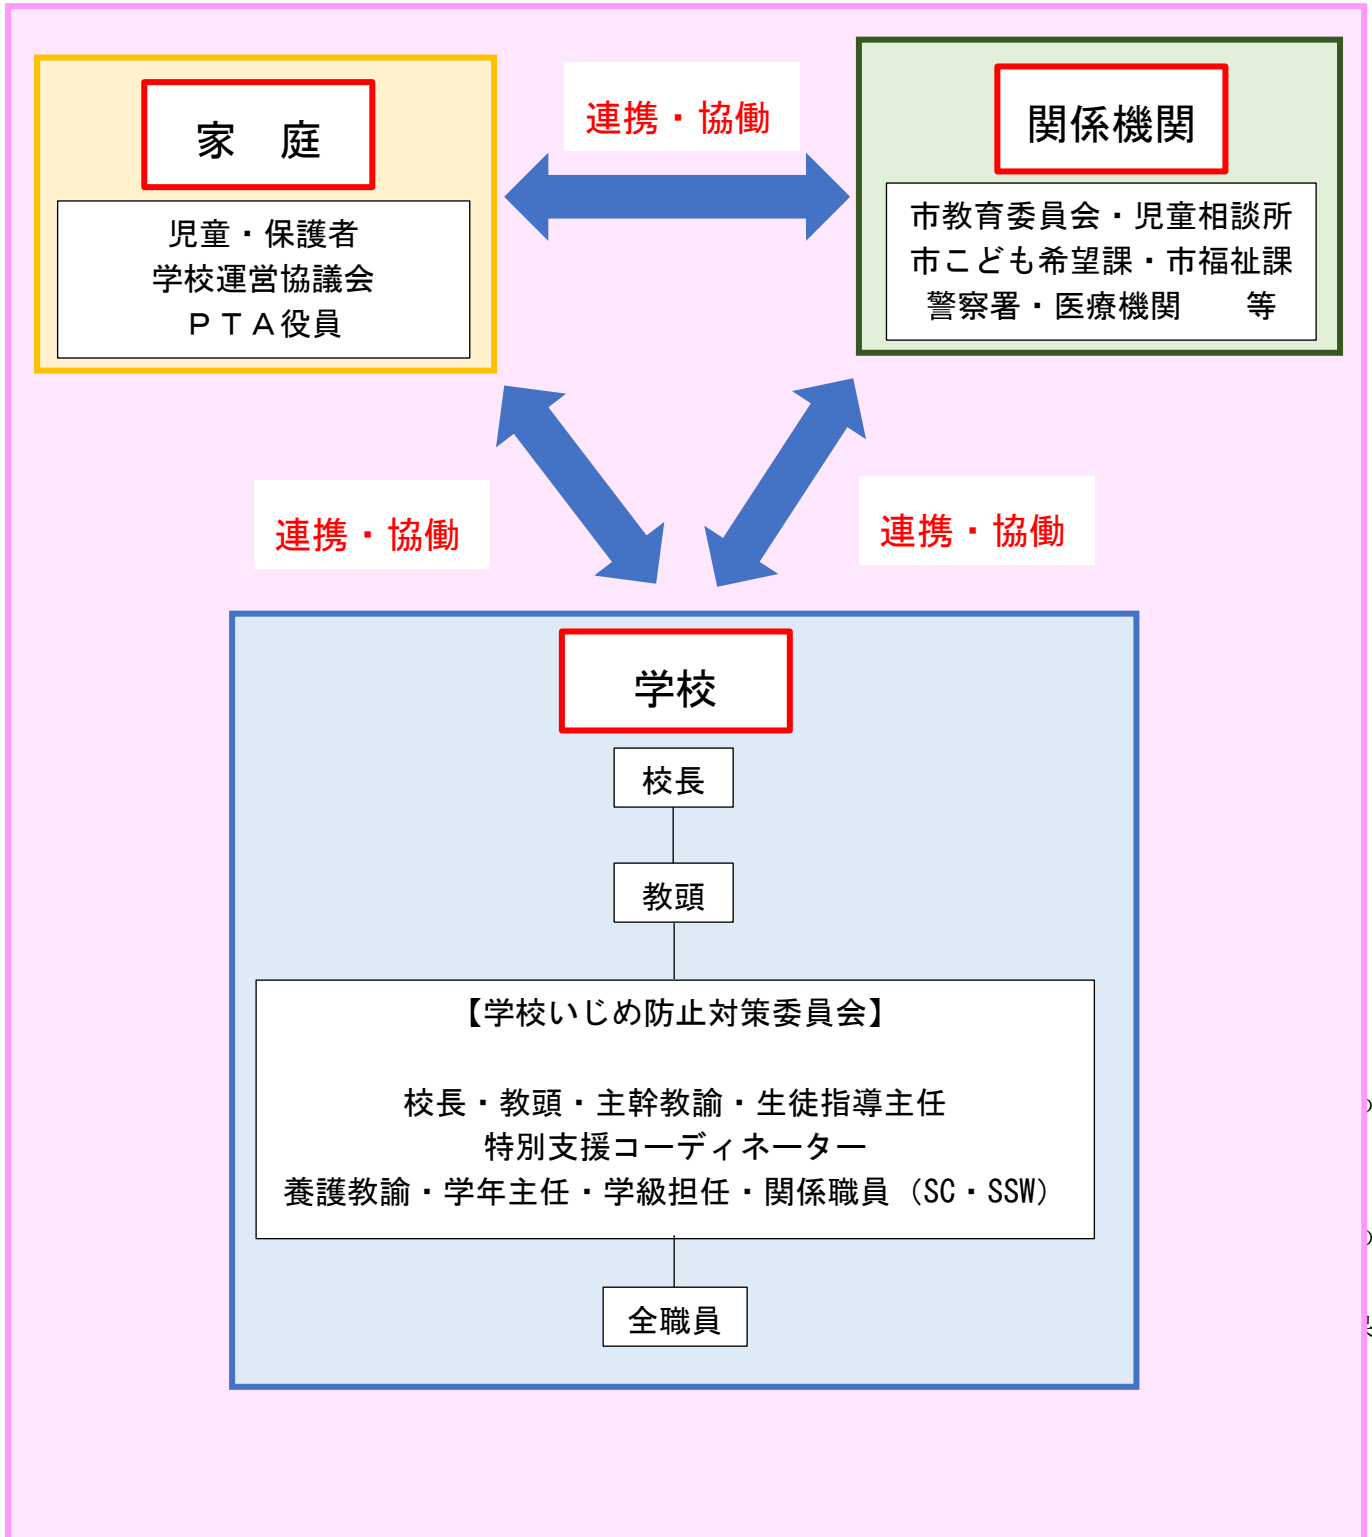 家　庭
児童・保護者
学校運営協議会
ＰＴＡ役員
連携・協働
関係機関
市教育委員会・児童相談所
市こども希望課・市福祉課
警察署・医療機関　　等
連携・協働
連携・協働
学校
校長
教頭
【学校いじめ防止対策委員会】
校長・教頭・主幹教諭・生徒指導主任
特別支援コーディネーター
養護教諭・学年主任・学級担任・関係職員（SC・SSW）
全職員